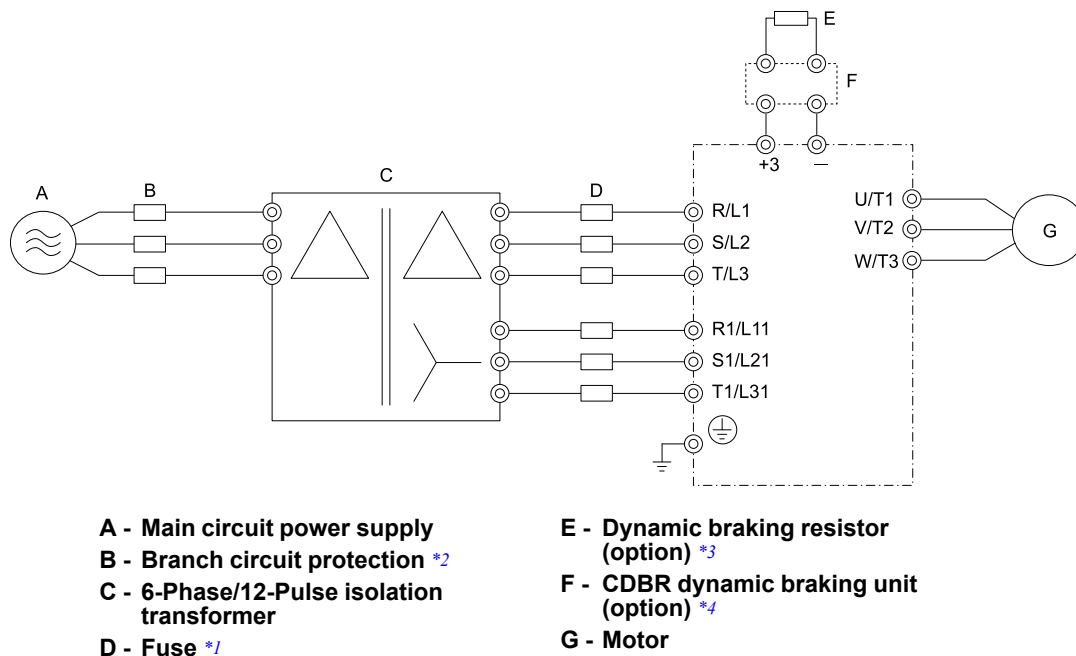 E
F
+3
−
A
B
C
D
R/L1
S/L2
T/L3
R1/L11
S1/L21
T1/L31
U/T1
V/T2
W/T3
G
A - Main circuit power supply
B - Branch circuit protection *2
C - 6-Phase/12-Pulse isolation
transformer
D - Fuse *1
E - Dynamic braking resistor
(option) *3
F - CDBR dynamic braking unit
(option) *4
G - Motor